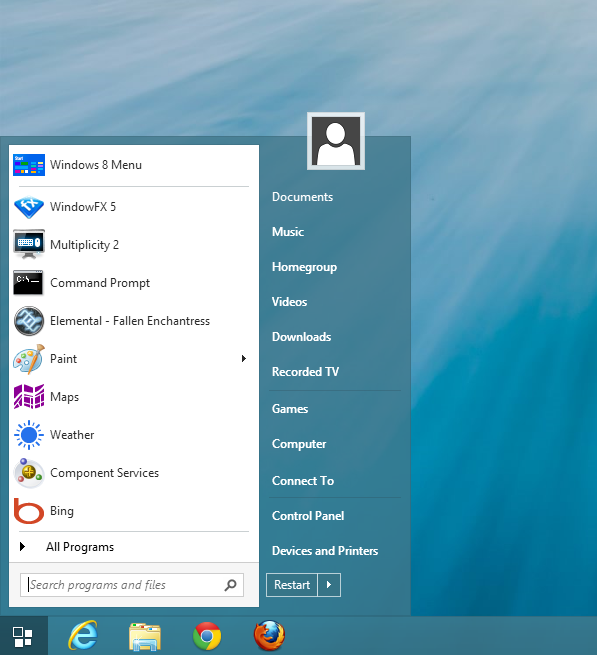 Start
Windows 8 Menu
WindowFX 5
Multiplicity 2
C:\
Command Prompt
Elemental - Fallen Enchantress
Paint
Maps
Weather
Component Services
Bing
All Programs
Search programs and files
Documents
Music
Homegroup
Videos
Downloads
Recorded TV
Games
Computer
Connect To
Control Panel
Devices and Printers
Restart